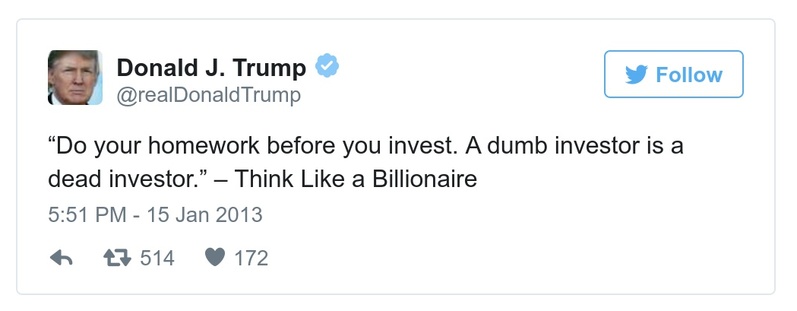 Donald J. Trump
@realDonaldTrump
Follow
“Do your homework before you invest. A dumb investor is a
dead investor.” – Think Like a Billionaire
5:51 PM - 15 Jan 2013
514 172